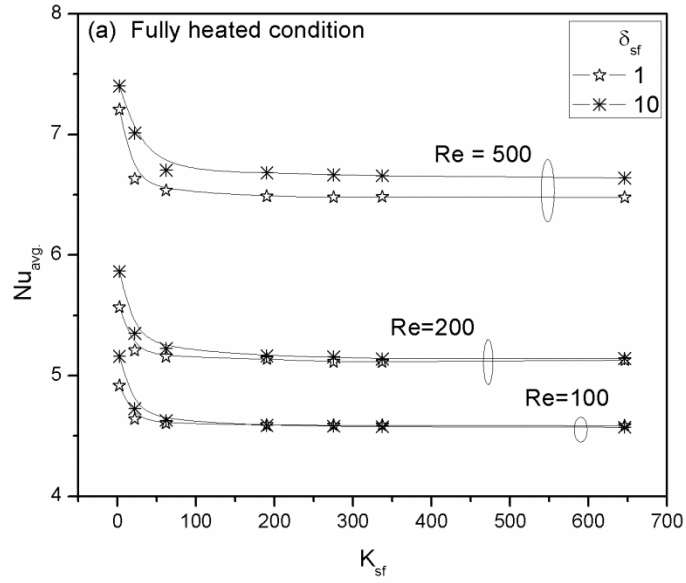 (a) Fully heated condition
δsf
1
10
8
7
6
5
4
Nuavg.
Re = 500
Re=200
Re=100
0 100 200 300 400 500 600 700
Ksf